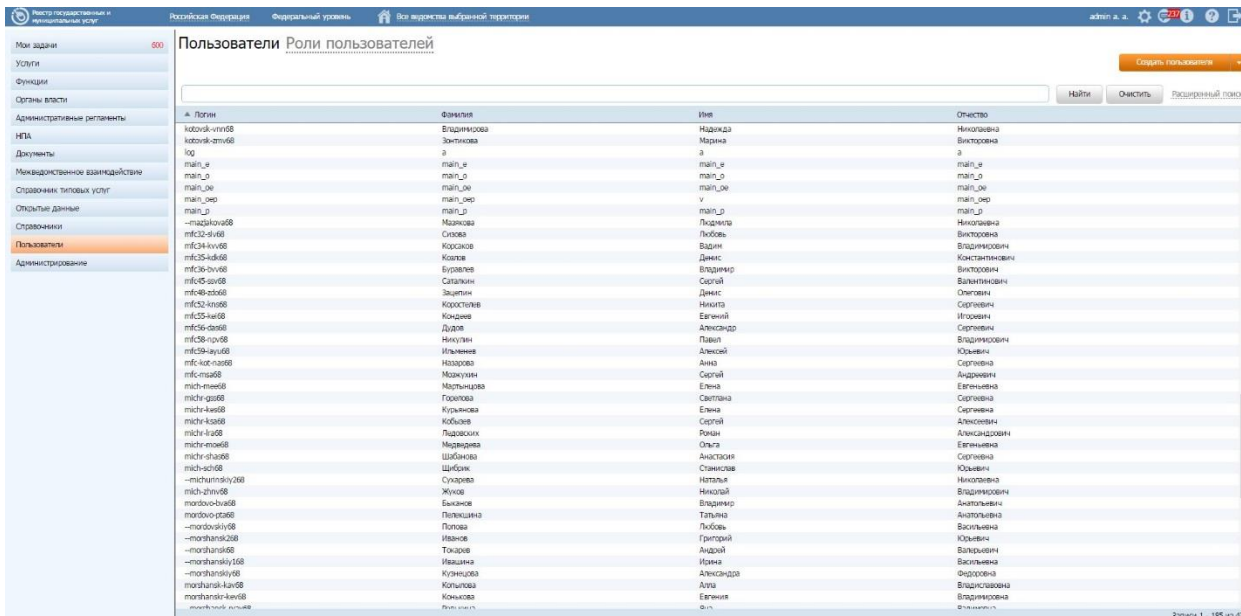 Реестр государственных и муниципальных услуг
Российская Федерация Федеральный уровень Все ведомства выбранной территории admin a. a. 237
Мои задачи
Услуги
Функции
Органы власти
Административные регламенты
НПА
Документы
Межведомственное взаимодействие
Справочник типовых услуг
Открытые данные
Справочники
Пользователи
Администрирование
Пользователи Роли пользователей
Создать пользователя
Найти Очистить Расширенный поиск
Логин Фамилия Имя Отчество
kotovsk-vnn68 Владимирова Надежда Николаевна
kotovsk-zmv68 Зонтикова Марина Викторовна
log a a a
main_e main_e main_e main_e
main_o main_o main_o main_o
main_oe main_oe main_oe main_oe
main_oep main_oep v main_oep
main_p main_p main_p main_p
--mazjakova68 Мазякова Людмила Николаевна
mfc32-slv68 Сизова Любовь Викторовна
mfc34-kvv68 Корсаков Вадим Владимирович
mfc35-kdk68 Козлов Денис Константинович
mfc36-bvv68 Буравлев Владимир Викторович
mfc45-ssv68 Саталкин Сергей Валентинович
mfc48-zdo68 Зацепин Денис Олегович
mfc52-kns68 Коростелев Никита Сергеевич
mfc55-kei68 Кондеев Евгений Игоревич
mfc56-das68 Дудов Александр Сергеевич
mfc58-npv68 Никулин Павел Владимирович
mfc59-iayu68 Ильменев Алексей Юрьевич
mfc-kot-nas68 Назарова Анна Сергеевна
mfc-msa68 Мозжухин Сергей Андреевич
mich-mee68 Мартынцова Елена Евгеньевна
michr-gss68 Горелова Светлана Сергеевна
michr-kes68 Курьянова Елена Сергеевна
michr-ksa68 Кобызев Сергей Алексеевич
michr-lra68 Ледовских Роман Александрович
michr-moe68 Медведева Ольга Евгеньевна
michr-shas68 Шабанова Анастасия Сергеевна
mich-sch68 Щибрик Станислав Юрьевич
--michurinskiy268 Сухарева Наталья Николаевна
mich-zhnv68 Жуков Николай Владимирович
mordovo-bva68 Быканов Владимир Анатольевич
mordovo-pta68 Пелекшина Татьяна Анатольевна
--mordovskiy68 Попова Любовь Васильевна
--morshansk268 Иванов Григорий Юрьевич
--morshansk68 Токарев Андрей Валерьевич
--morshanskiy168 Ивашина Ирина Васильевна
--morshanskiy68 Кузнецова Александра Федоровна
morshansk-kav68 Копылова Алла Владиславовна
morshanskr-kev68 Конькова Евгения Владимировна
Записи 1 - 185 из